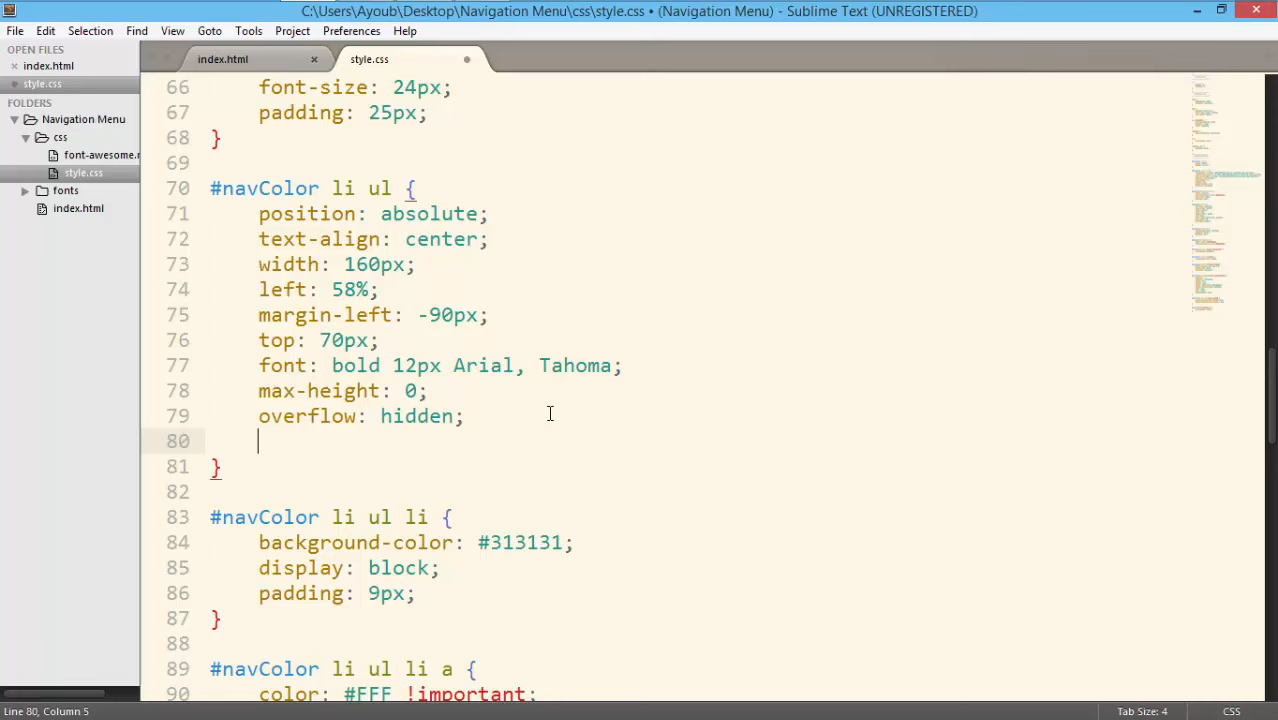 C:\Users\Ayoub\Desktop\Navigation Menu\css\style.css • (Navigation Menu) - Sublime Text (UNREGISTERED)
File Edit Selection Find View Goto Tools Project Preferences Help
OPEN FILES
index.html
style.css
FOLDERS
Navigation Menu
css
font-awesome.m
style.css
fonts
index.html
index.html
style.css
66 font-size: 24px;
67 padding: 25px;
68 }
69
70 #navColor li ul {
71 position: absolute;
72 text-align: center;
73 width: 160px;
74 left: 58%;
75 margin-left: -90px;
76 top: 70px;
77 font: bold 12px Arial, Tahoma;
78 max-height: 0;
79 overflow: hidden;
80
81 }
82
83 #navColor li ul li {
84 background-color: #313131;
85 display: block;
86 padding: 9px;
87 }
88
89 #navColor li ul li a {
90 color: #FFF !important;
Line 80, Column 5
Tab Size: 4
CSS